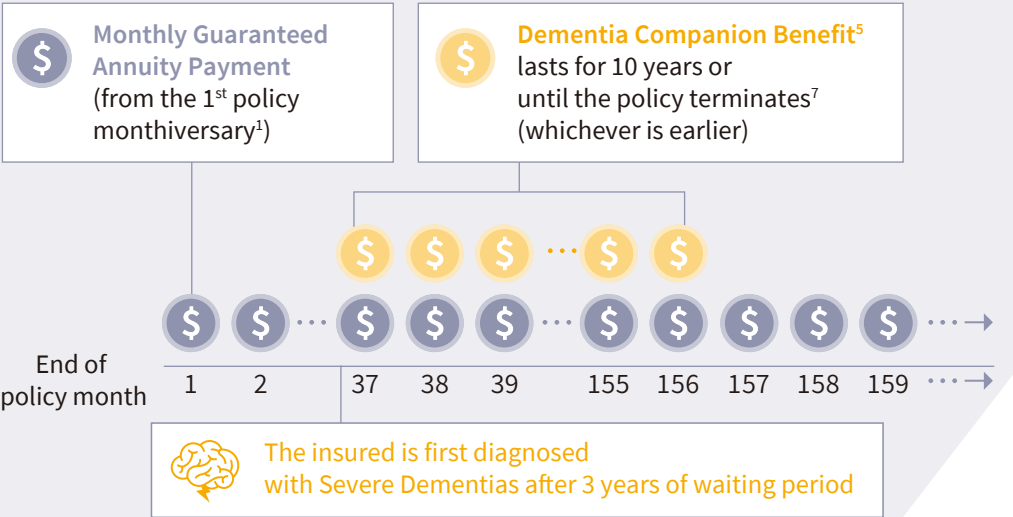 Monthly Guaranteed
Annuity Payment
(from the 1st policy
monthiversary1)
Dementia Companion Benefit5
lasts for 10 years or
until the policy terminates7
(whichever is earlier)
$ $ $ ... $ $
$ $ ... $ $ $ ... $ $ $ $ $ ...
End of
policy month
1 2 37 38 39 155 156 157 158 159 ...
The insured is first diagnosed
with Severe Dementias after 3 years of waiting period